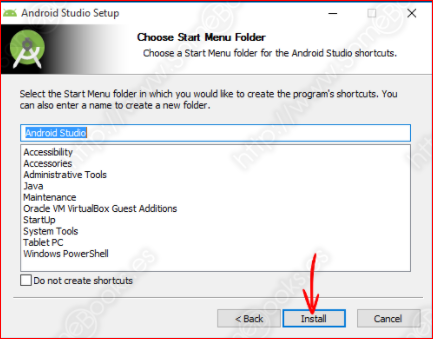 Android Studio Setup
Choose Start Menu Folder
Choose a Start Menu folder for the Android Studio shortcuts.
Select the Start Menu folder in which you would like to create the program's shortcuts. You
can also enter a name to create a new folder.
Android Studio
Accessibility
Accessories
Administrative Tools
Java
Maintenance
Oracle VM VirtualBox Guest Additions
StartUp
System Tools
Tablet PC
Windows PowerShell
Do not create shortcuts
< Back
Install
Cancel